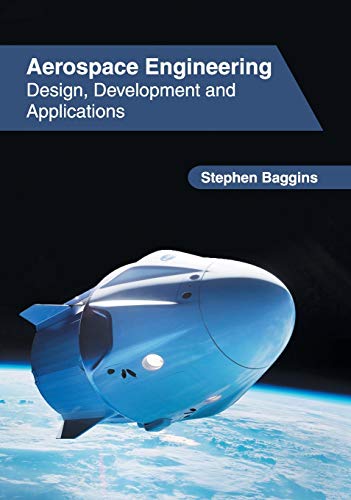 Aerospace Engineering
Design, Development and
Applications
Stephen Baggins